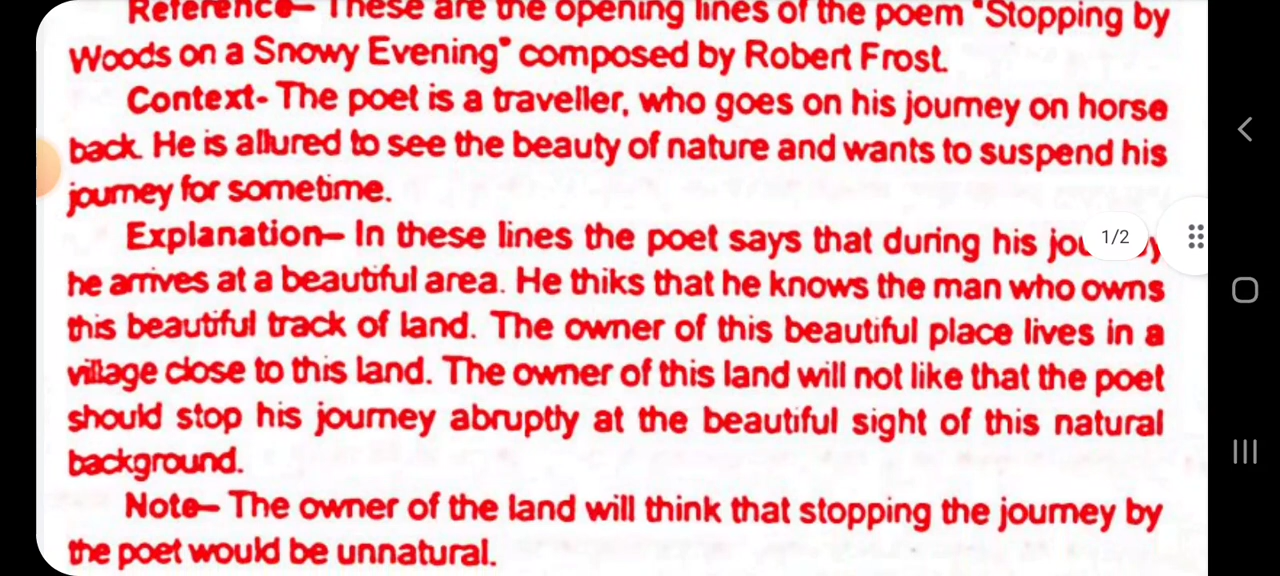 Reference– These are the opening lines of the poem "Stopping by
Woods on a Snowy Evening" composed by Robert Frost.
Context- The poet is a traveller, who goes on his journey on horse
back. He is allured to see the beauty of nature and wants to suspend his
journey for sometime.
Explanation– In these lines the poet says that during his
he arrives at a beautiful area. He thiks that he knows the man who owns
this beautiful track of land. The owner of this beautiful place lives in a
village close to this land. The owner of this land will not like that the poet
should stop his journey abruptly at the beautiful sight of this natural
background.
Note– The owner of the land will think that stopping the journey by
the poet would be unnatural.
1/2